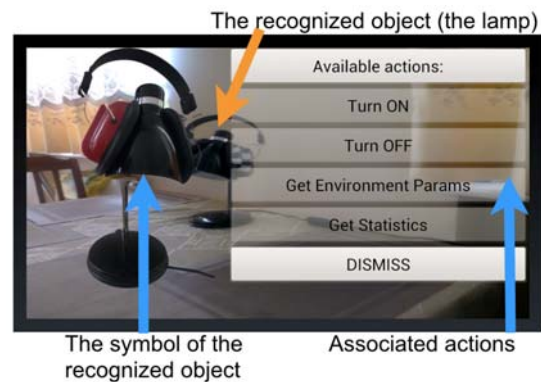 The recognized object (the lamp)
Available actions:
Turn ON
Turn OFF
Get Environment Params
Get Statistics
DISMISS
The symbol of the
recognized object
Associated actions